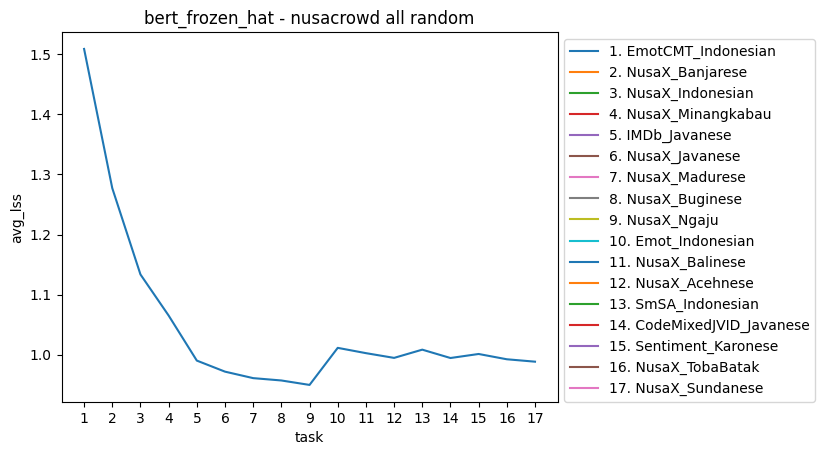 bert_frozen_hat - nusacrowd all random
avg_lss
1.5
1.4
1.3
1.2
1.1
1.0
1 2 3 4 5 6 7 8 9 10 11 12 13 14 15 16 17
task
1. EmotCMT_Indonesian
2. NusaX_Banjarese
3. NusaX_Indonesian
4. NusaX_Minangkabau
5. IMDb_Javanese
6. NusaX_Javanese
7. NusaX_Madurese
8. NusaX_Buginese
9. NusaX_Ngaju
10. Emot_Indonesian
11. NusaX_Balinese
12. NusaX_Acehnese
13. SmSA_Indonesian
14. CodeMixedJVID_Javanese
15. Sentiment_Karonese
16. NusaX_TobaBatak
17. NusaX_Sundanese